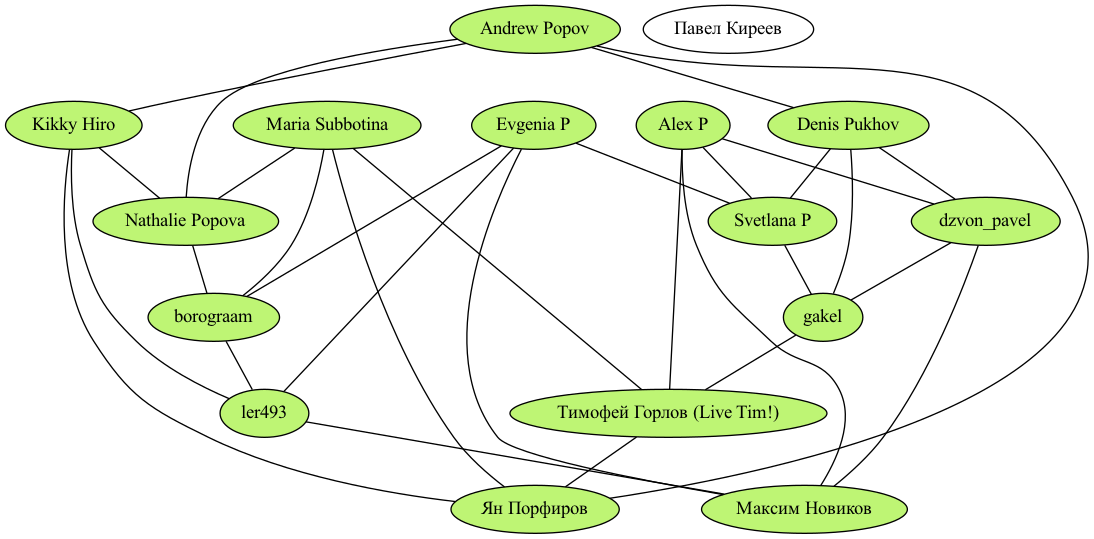 Andrew Popov
Павел Киреев
Kikky Hiro
Maria Subbotina
Evgenia P
Alex P
Denis Pukhov
Nathalie Popova
Svetlana P
dzvon_pavel
borograam
gakel
ler493
Тимофей Горлов (Live Tim!)
Ян Порфиров
Максим Новиков